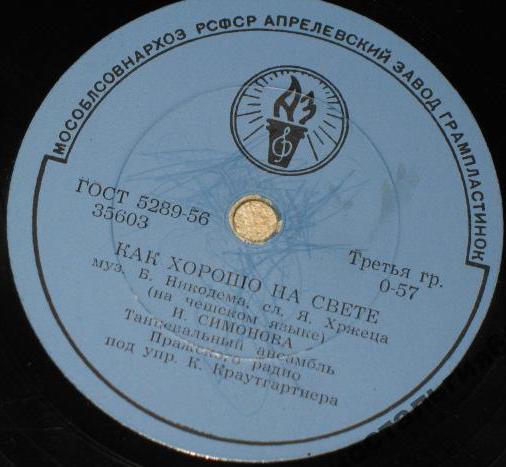 МОСОБЛСОВНАРХОЗ РСФСР АПРЕЛЕВСКИЙ ЗАВОД ГРАМПЛАСТИНОК
АЗ
ГОСТ 5289-56
35603
Третья гр.
0-57
КАК ХОРОШО НА СВЕТЕ
муз. Б. Никодема, сл. Я. Хржеца
(на чешском языке)
И. СИМОНОВА
Танцевальный ансамбль
Пражского радио
под упр. К. Краутгартнера